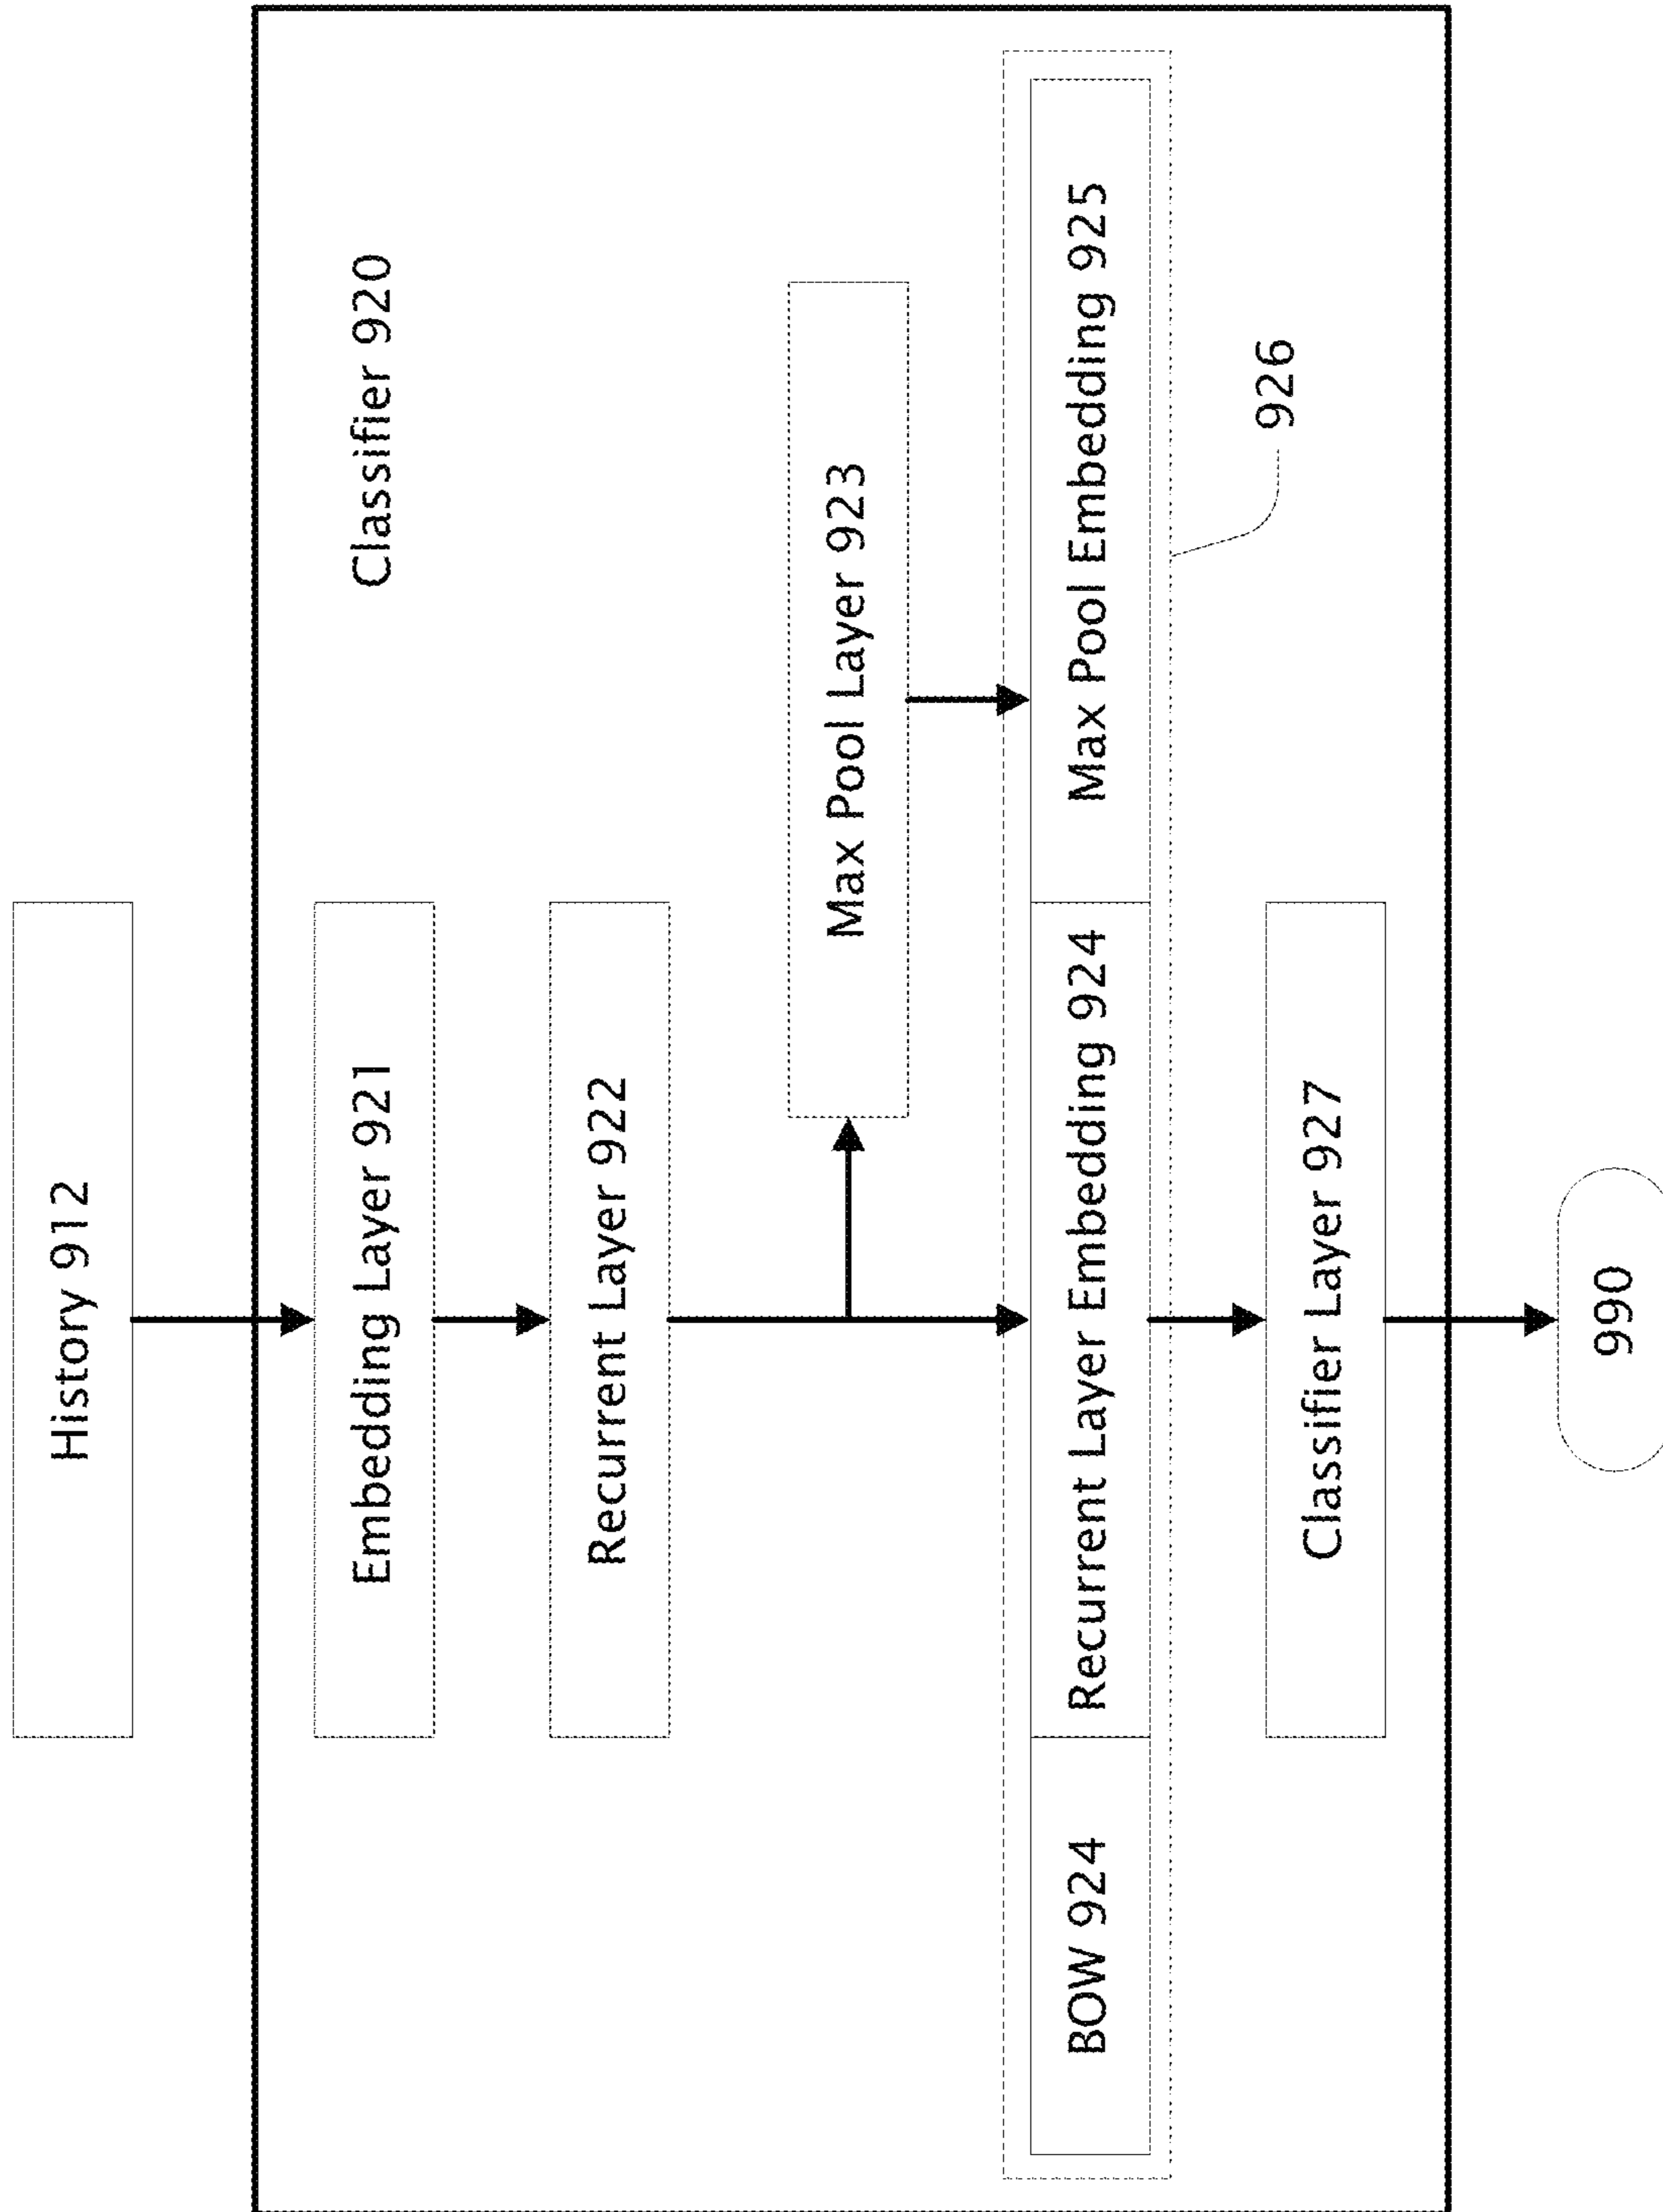 History 912
Classifier 920
Embedding Layer 921
Recurrent Layer 922
Max Pool Layer 923
BOW 924
Recurrent Layer Embedding 924
Max Pool Embedding 925
926
Classifier Layer 927
990